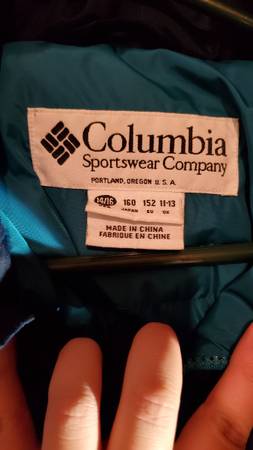 Columbia
Sportswear Company
PORTLAND, OREGON U.S.A.
14/16 160 152 11-13
JAPAN EU UK
MADE IN CHINA
FABRIQUE EN CHINE